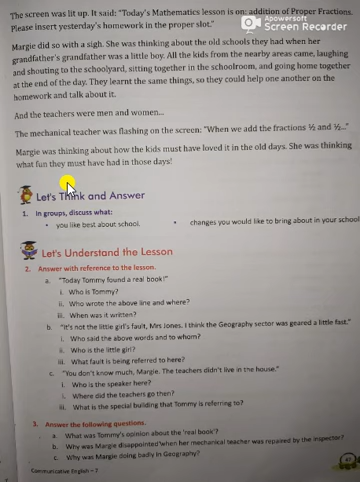 The screen was lit up. It said: "Today's Mathematics lesson is on: addition of Proper Fractions.
Please insert yesterday's homework in the proper slot."
Apowersoft
Screen Recorder
Margie did so with a sigh. She was thinking about the old schools they had when her
grandfather's grandfather was a little boy. All the kids from the nearby areas came, laughing
and shouting to the schoolyard, sitting together in the schoolroom, and going home together
at the end of the day. They learnt the same things, so they could help one another on the
homework and talk about it.
And the teachers were men and women...
The mechanical teacher was flashing on the screen: "When we add the fractions ½ and ½..."
Margie was thinking about how the kids must have loved it in the old days. She was thinking
what fun they must have had in those days!
Let's Think and Answer
1. In groups, discuss what:
• you like best about school.
• changes you would like to bring about in your school
Let's Understand the Lesson
2. Answer with reference to the lesson.
a. "Today Tommy found a real book!"
i. Who is Tommy?
ii. Who wrote the above line and where?
iii. When was it written?
b. "It's not the little girl's fault, Mrs Jones. I think the Geography sector was geared a little fast."
i. Who said the above words and to whom?
ii. Who is the little girl?
iii. What fault is being referred to here?
c. "You don't know much, Margie. The teachers didn't live in the house."
i. Who is the speaker here?
i. Where did the teachers go then?
iii. What is the special building that Tommy is referring to?
3. Answer the following questions.
a. What was Tommy's opinion about the 'real book'?
b. Why was Margie disappointed when her mechanical teacher was repaired by the inspector?
c. Why was Margie doing badly in Geography?
Communicative English – 7